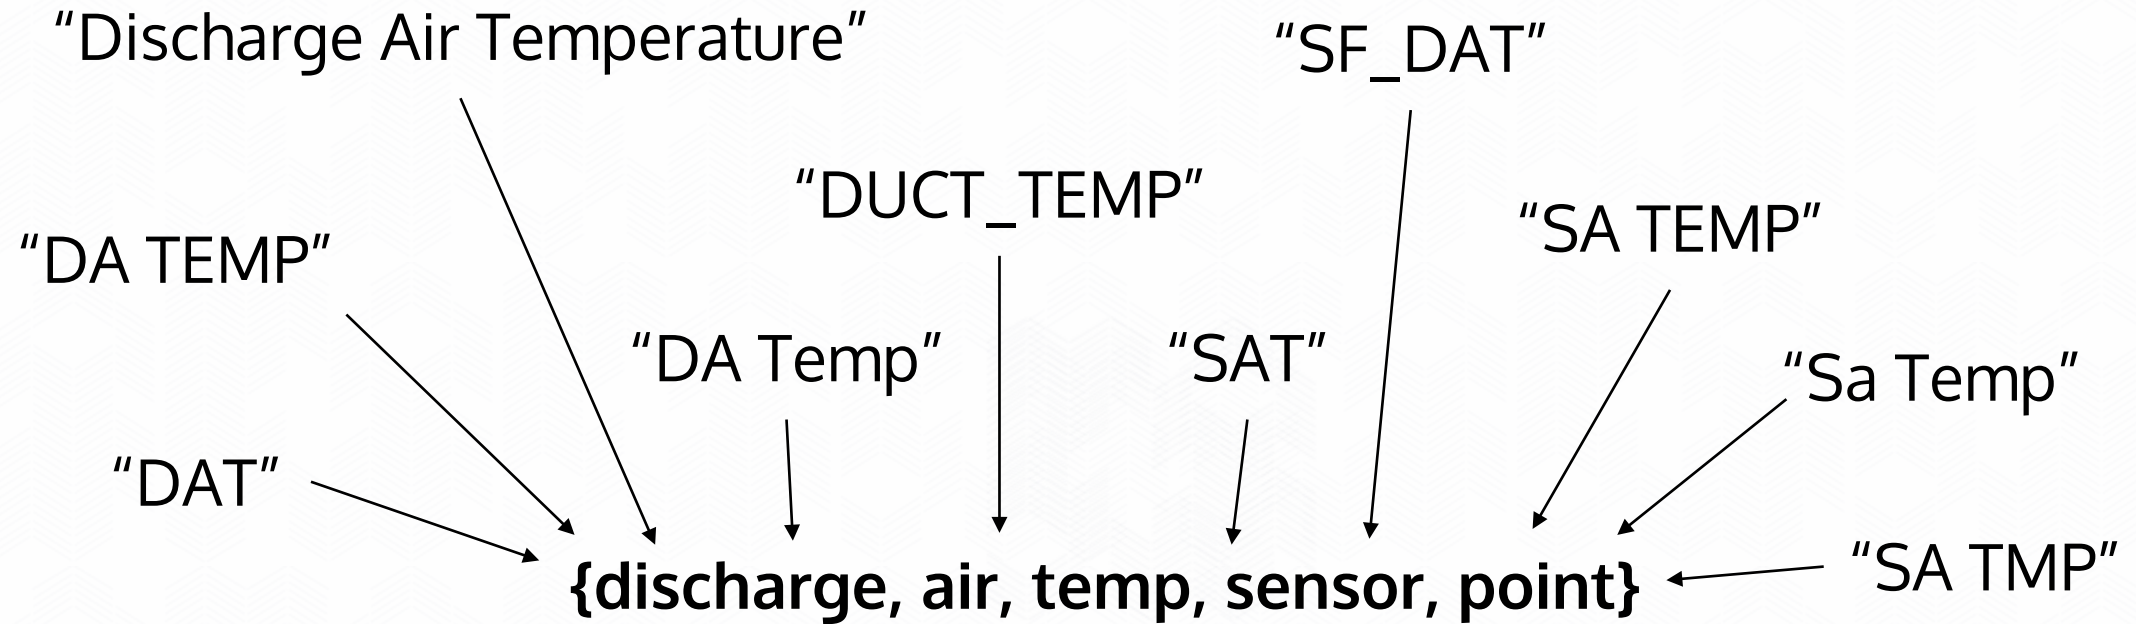 “Discharge Air Temperature”
“SF_DAT”
“DUCT_TEMP”
“SA TEMP”
“DA TEMP”
“DA Temp”
“SAT”
“Sa Temp”
“DAT”
“SA TMP”
{discharge, air, temp, sensor, point}